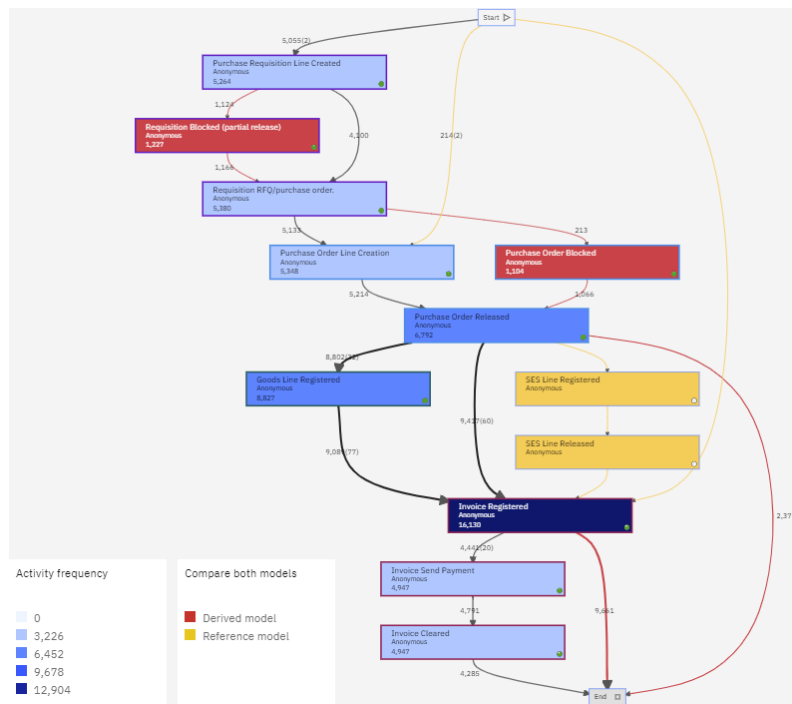 Start
5,055(2)
Purchase Requisition Line Created
Anonymous
5,264
1,124
Requisition Blocked (partial release)
Anonymous
1,227
4,100
214(2)
1,166
Requisition RFQ/purchase order.
Anonymous
5,380
5,133
213
Purchase Order Line Creation
Anonymous
5,348
Purchase Order Blocked
Anonymous
1,104
5,214
1,066
Purchase Order Released
Anonymous
6,792
Goods Line Registered
Anonymous
8,827
SES Line Registered
Anonymous
9,417(60)
SES Line Released
Anonymous
Invoice Registered
Anonymous
16,130
2,37
4,441(20)
Invoice Send Payment
Anonymous
4,947
4,791
9,661
Invoice Cleared
Anonymous
4,947
4,285
End
Activity frequency
0
3,226
6,452
9,678
12,904
Compare both models
Derived model
Reference model